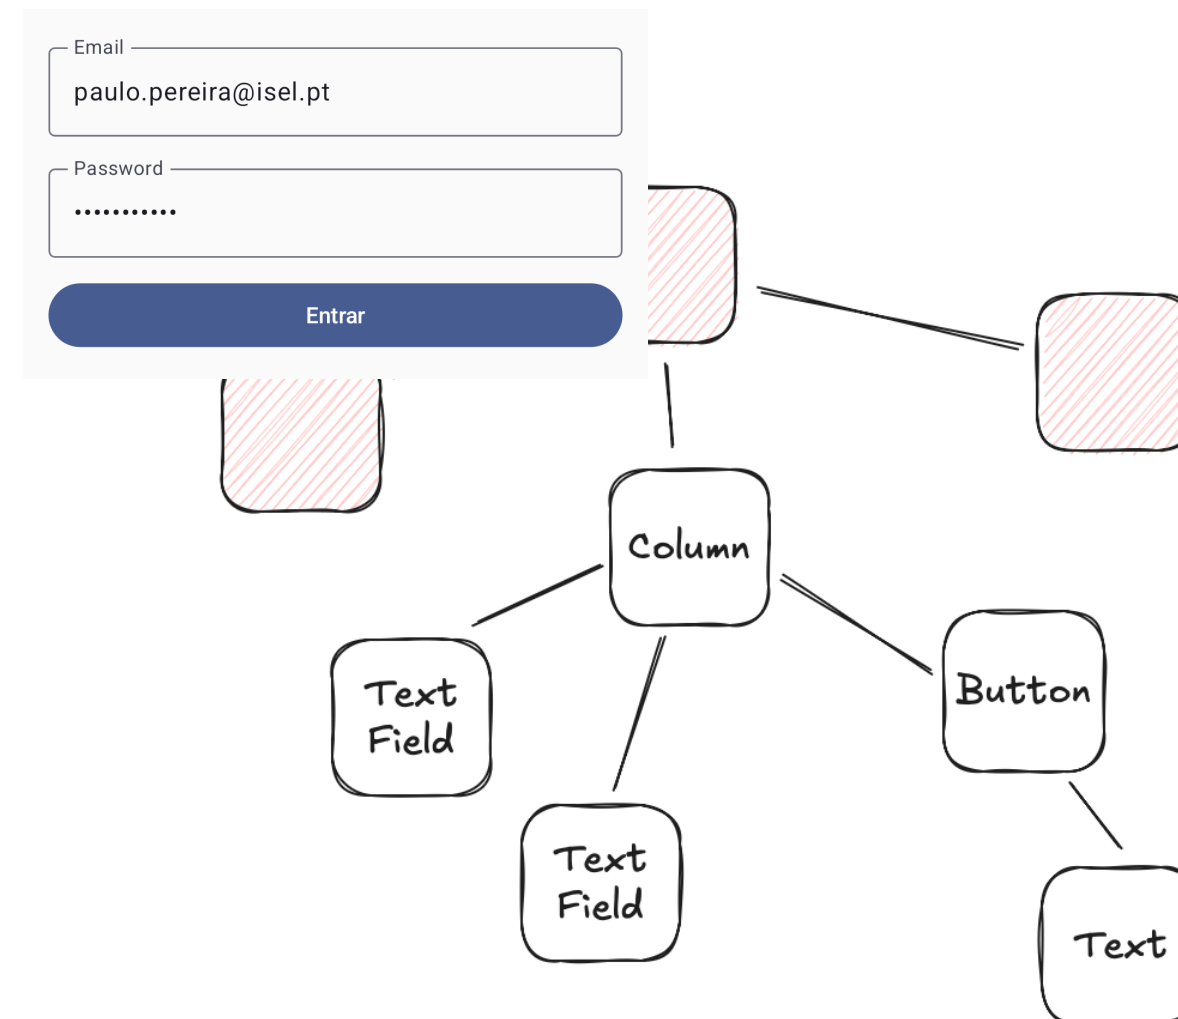 Email
paulo.pereira@isel.pt
Password
•••••••••••
Entrar
Column
Text
Field
Button
Text
Field
Text